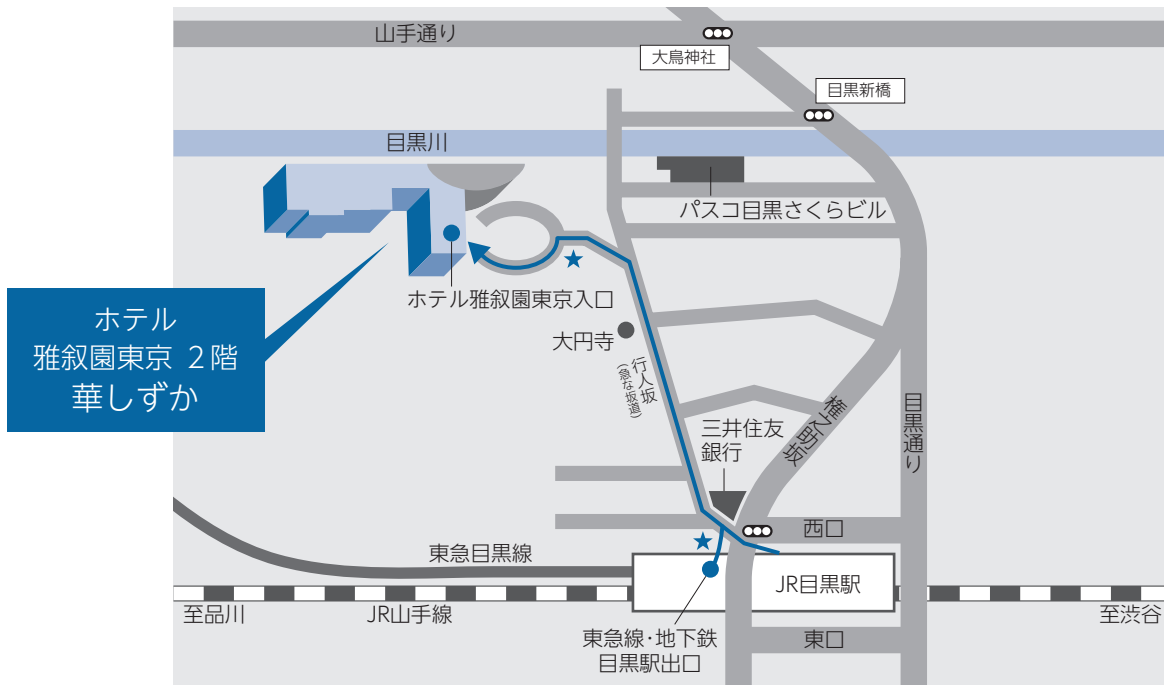 山手通り
大鳥神社
目黒新橋
目黒川
パスコ目黒さくらビル
ホテル雅叙園東京入口
ホテル
雅叙園東京 2階
華しずか
大円寺
行人坂
(急な坂道)
三井住友
銀行
権之助坂
目黒通り
西口
東急目黒線
JR目黒駅
至品川
JR山手線
至渋谷
東急線・地下鉄
目黒駅出口
東口